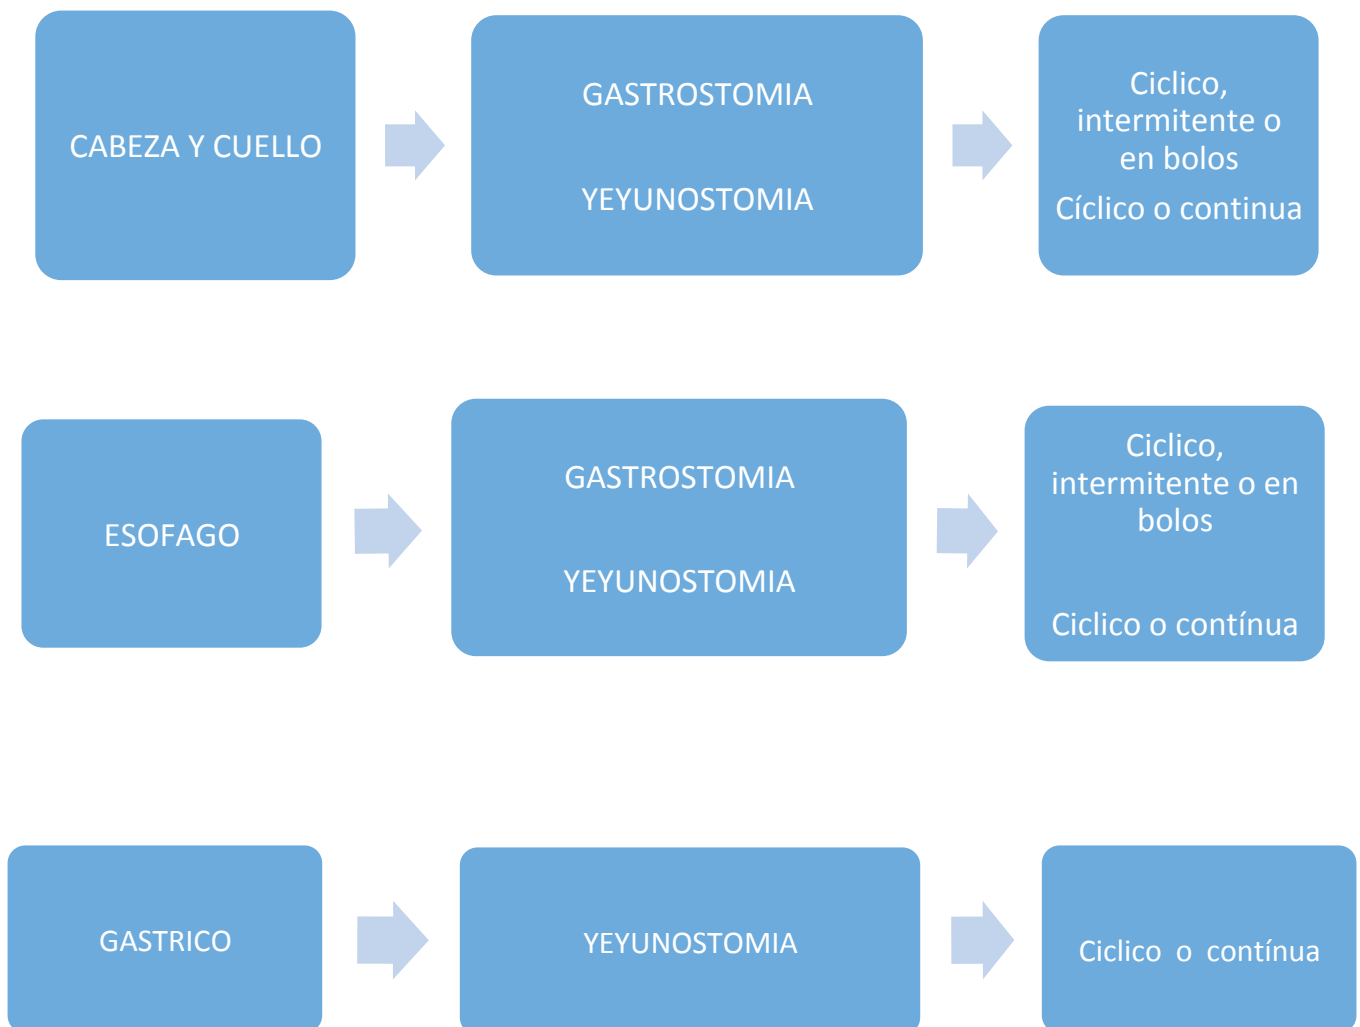 CABEZA Y CUELLO
GASTROSTOMIA
YEYUNOSTOMIA
Ciclico,
intermitente o
en bolos
Cíclico o continua
ESOFAGO
GASTROSTOMIA
YEYUNOSTOMIA
Ciclico,
intermitente o en
bolos
Ciclico o contínua
GASTRICO
YEYUNOSTOMIA
Ciclico o contínua